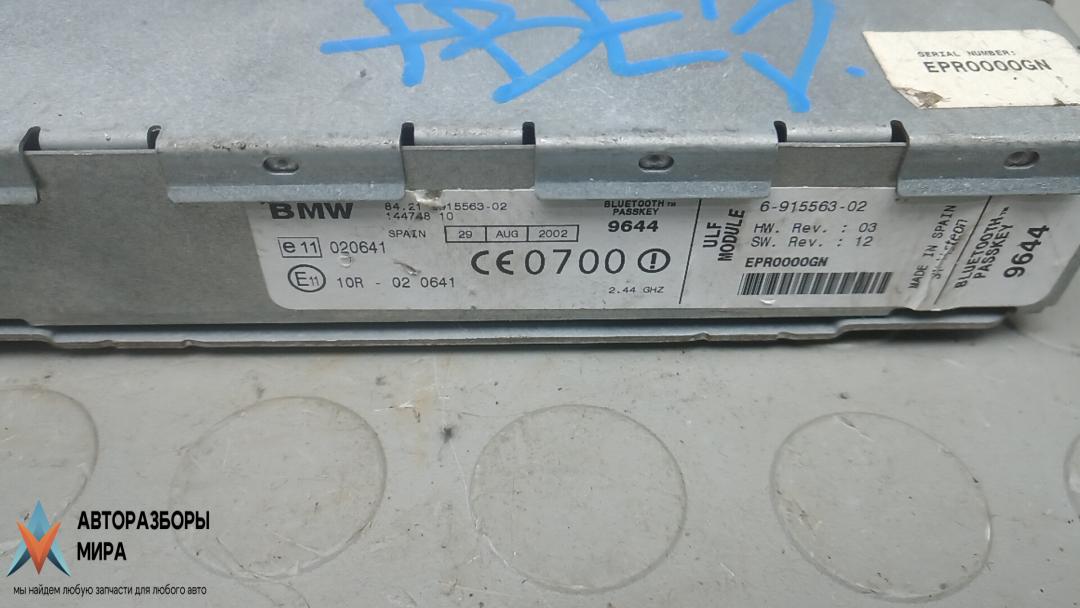 SERIAL NUMBER:
EPR0000GN
BMW
84.21 6915563-02
144748 10
SPAIN 29 AUG 2002
BLUETOOTH™
PASSKEY
9644
e 11 020641
E11 10R - 02 0641
CE0700
2.44 GHZ
ULF
MODULE
6-915563-02
HW. Rev. : 03
SW. Rev. : 12
EPR0000GN
MADE IN SPAIN
BLUETOOTH™
PASSKEY
9644
АВТОРАЗБОРЫ
МИРА
мы найдем любую запчасти для любого авто